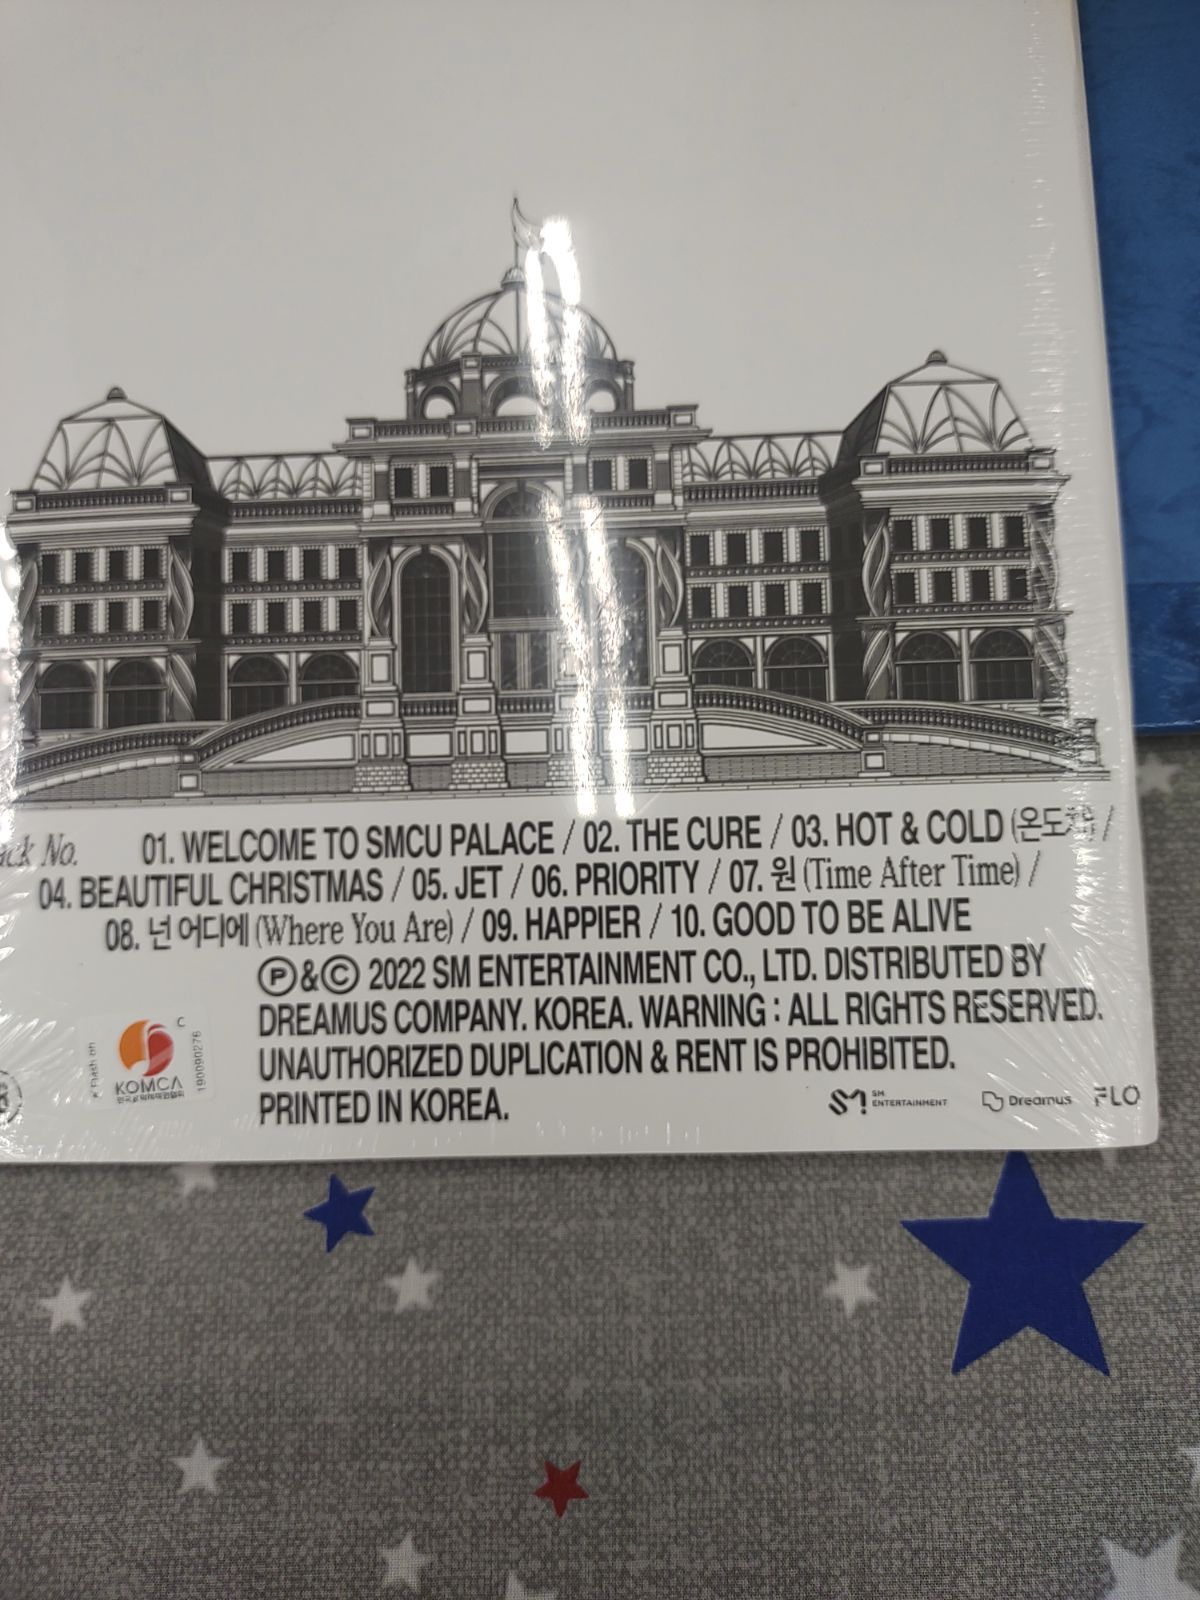 No. 01. WELCOME TO SMCU PALACE / 02. THE CURE / 03. HOT & COLD (온도차) /
04. BEAUTIFUL CHRISTMAS / 05. JET / 06. PRIORITY / 07. 원 (Time After Time) /
08. 넌 어디에 (Where You Are) / 09. HAPPIER / 10. GOOD TO BE ALIVE
Ⓟ&Ⓒ 2022 SM ENTERTAINMENT CO., LTD. DISTRIBUTED BY
DREAMUS COMPANY. KOREA. WARNING : ALL RIGHTS RESERVED.
UNAUTHORIZED DUPLICATION & RENT IS PROHIBITED.
PRINTED IN KOREA.
C
KOMCA
190090276
SM
ENTERTAINMENT
Dreamus
FLO